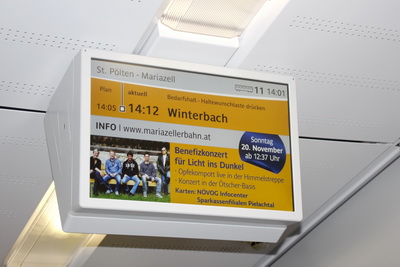 St. Pölten - Mariazell
11 14:01
Plan aktuell
Bedarfshalt - Haltewunschtaste drücken
14:05 14:12 Winterbach
INFO | www.mariazellerbahn.at
Sonntag
20. November
ab 12:37 Uhr
Benefizkonzert
für Licht ins Dunkel
- Opfekompott live in der Himmelstreppe
- Konzert in der Ötscher-Basis
Karten: NÖVOG Infocenter
Sparkassenfilialen Pielachtal